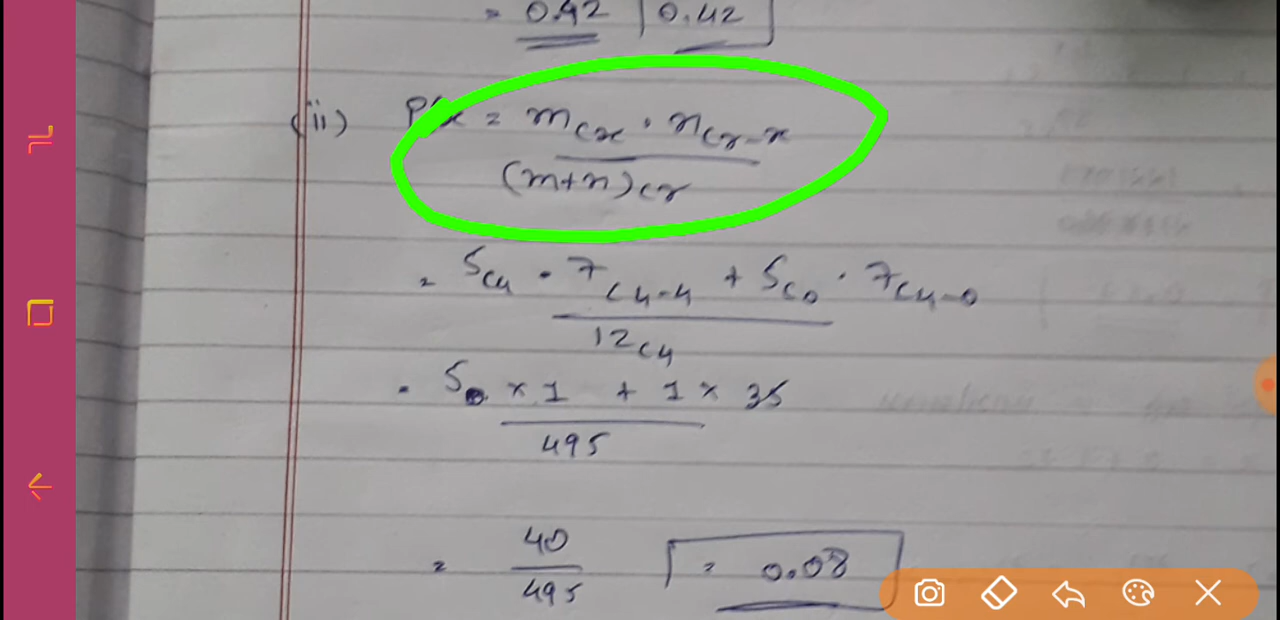 = 0.42 | 0.42
(ii) P(x = mcx · ncr-x
(m+n)cr
= 5c4 · 7c4-4 + 5c0 · 7c4-0
12c4
= 5 × 1 + 1 × 35
495
= 40
495
= 0.08